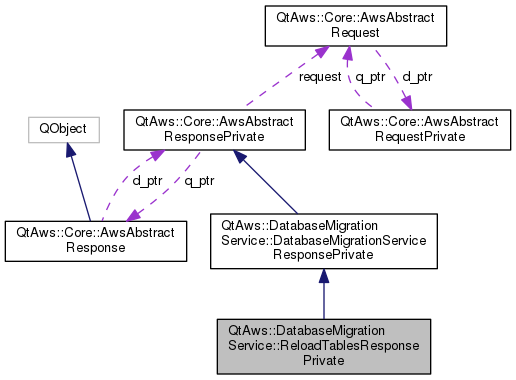 QtAws::Core::AwsAbstract
Request
request
q_ptr
d_ptr
QObject
QtAws::Core::AwsAbstract
ResponsePrivate
QtAws::Core::AwsAbstract
RequestPrivate
d_ptr
q_ptr
QtAws::Core::AwsAbstract
Response
QtAws::DatabaseMigration
Service::DatabaseMigrationService
ResponsePrivate
QtAws::DatabaseMigration
Service::ReloadTablesResponse
Private